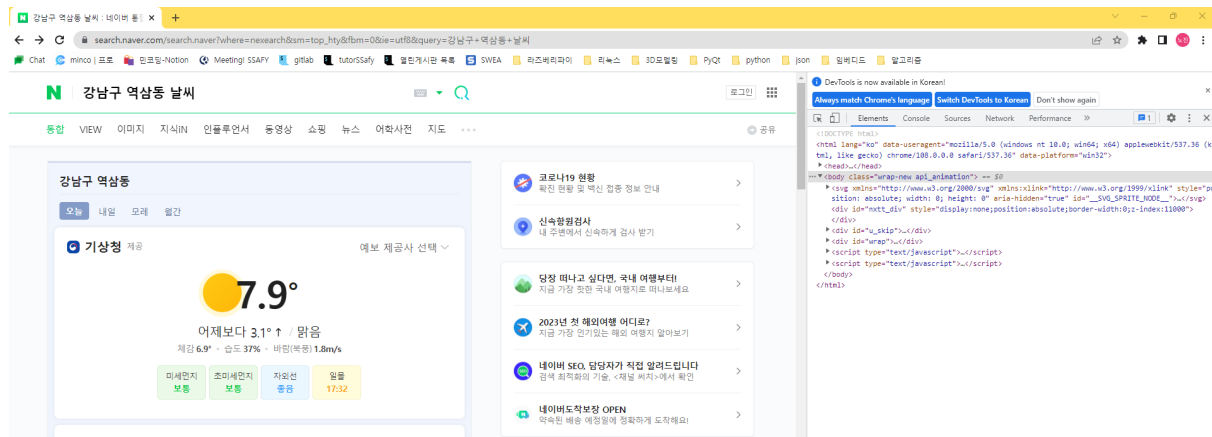 강남구 역삼동 날씨 : 네이버 통합
search.naver.com/search.naver?where=nexearch&sm=top_hty&fbm=0&ie=utf8&query=강남구+역삼동+날씨
Chat minco | 프로 민코딩-Notion Meeting! SSAFY gitlab tutorSSafy 열린게시판 목록 SWEA 라즈베리파이 리눅스 3D모델링 PyQt python json 임베디드 알고리즘
N 강남구 역삼동 날씨 로그인
통합 VIEW 이미지 지식iN 인플루언서 동영상 쇼핑 뉴스 어학사전 지도 공유
강남구 역삼동
오늘 내일 모레 월간
기상청 제공 예보 제공사 선택
7.9°
어제보다 3.1° ↑ / 맑음
체감 6.9° · 습도 37% · 바람(북풍) 1.8m/s
미세먼지 초미세먼지 자외선 일몰
보통 보통 좋음 17:32
코로나19 현황
확진 현황 및 백신 접종 정보 안내
신속항원검사
내 주변에서 신속하게 검사 받기
당장 떠나고 싶다면, 국내 여행부터!
지금 가장 핫한 국내 여행지로 떠나보세요
2023년 첫 해외여행 어디로?
지금 가장 인기있는 해외 여행지 알아보기
네이버 SEO, 담당자가 직접 알려드립니다
검색 최적화의 기술, <채널 써치>에서 확인
네이버도착보장 OPEN
약속된 배송 예정일에 정확하게 도착해요!
DevTools is now available in Korean!
Always match Chrome's language Switch DevTools to Korean Don't show again
Elements Console Sources Network Performance » 1
<!DOCTYPE html>
<html lang="ko" data-useragent="mozilla/5.0 (windows nt 10.0; win64; x64) applewebkit/537.36 (k
tml, like gecko) chrome/108.0.0.0 safari/537.36" data-platform="win32">
<head>…</head>
<body class="wrap-new api_animation"> == $0
<svg xmlns="http://www.w3.org/2000/svg" xmlns:xlink="http://www.w3.org/1999/xlink" style="po
sition: absolute; width: 0; height: 0" aria-hidden="true" id="__SVG_SPRITE_NODE__">…</svg>
<div id="nxtt_div" style="display:none;position:absolute;border-width:0;z-index:11000">
</div>
<div id="u_skip">…</div>
<div id="wrap">…</div>
<script type="text/javascript">…</script>
<script type="text/javascript">…</script>
</body>
</html>